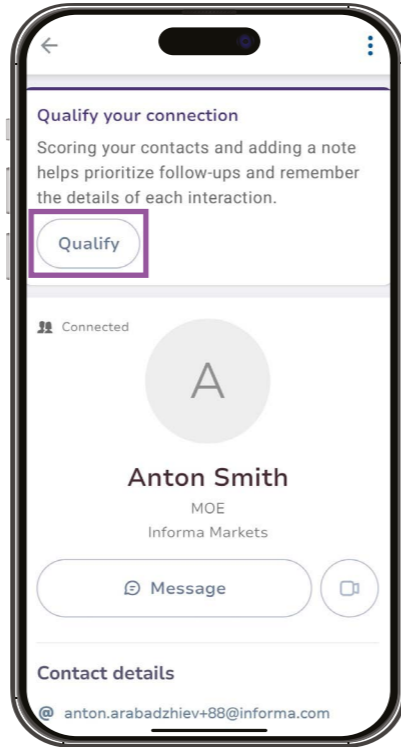 Qualify your connection
Scoring your contacts and adding a note
helps prioritize follow-ups and remember
the details of each interaction.
Qualify
Connected
A
Anton Smith
MOE
Informa Markets
Message
Contact details
@ anton.arabadzhiev+88@informa.com